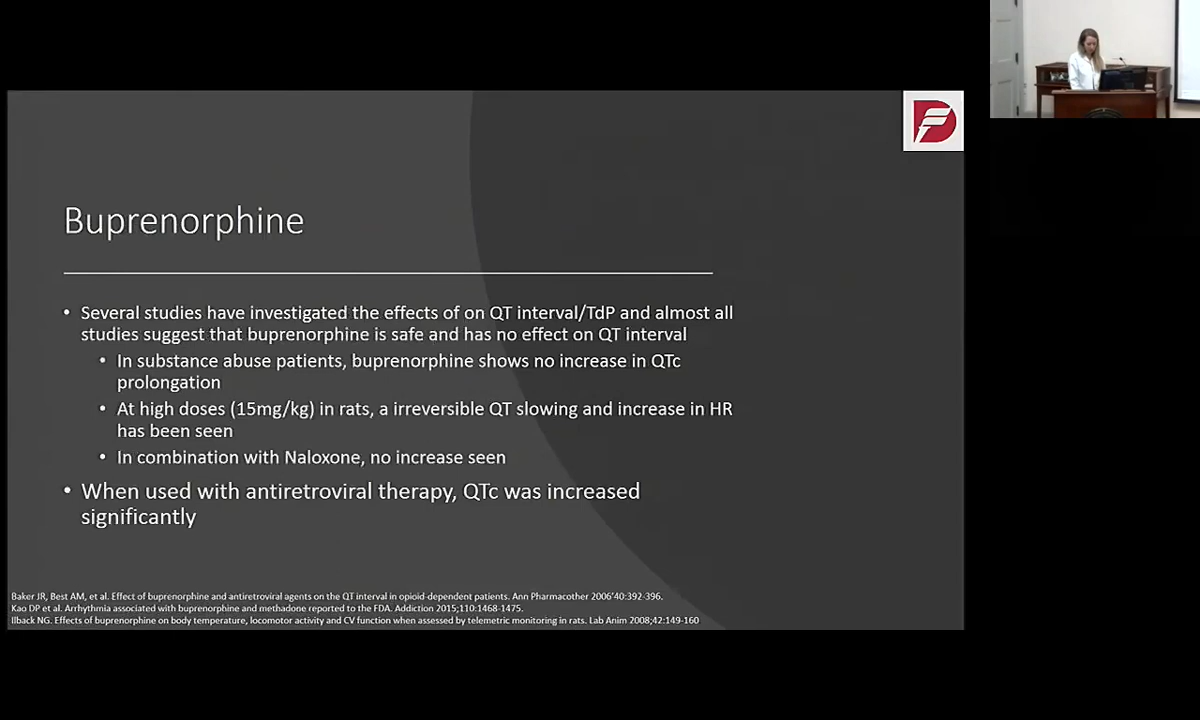 Buprenorphine
• Several studies have investigated the effects of on QT interval/TdP and almost all
studies suggest that buprenorphine is safe and has no effect on QT interval
• In substance abuse patients, buprenorphine shows no increase in QTc
prolongation
• At high doses (15mg/kg) in rats, a irreversible QT slowing and increase in HR
has been seen
• In combination with Naloxone, no increase seen
• When used with antiretroviral therapy, QTc was increased
significantly
Baker JR, Best AM, et al. Effect of buprenorphine and antiretroviral agents on the QT interval in opioid-dependent patients. Ann Pharmacother 2006'40:392-396.
Kao DP et al. Arrhythmia associated with buprenorphine and methadone reported to the FDA. Addiction 2015;110:1468-1475.
Ilback NG. Effects of buprenorphine on body temperature, locomotor activity and CV function when assessed by telemetric monitoring in rats. Lab Anim 2008;42:149-160